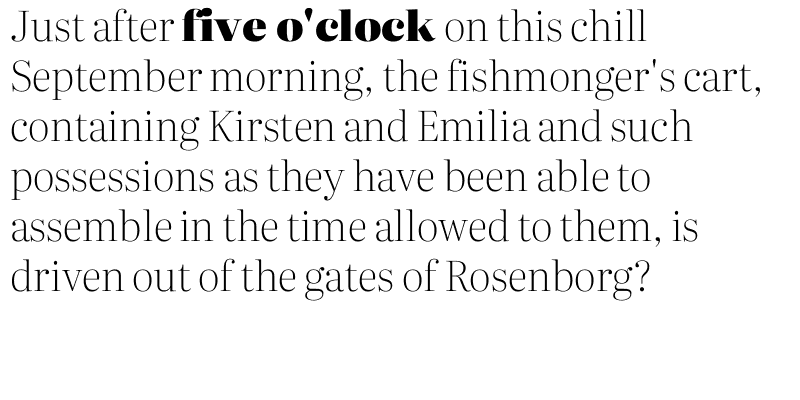 Just after five o'clock on this chill
September morning, the fishmonger's cart,
containing Kirsten and Emilia and such
possessions as they have been able to
assemble in the time allowed to them, is
driven out of the gates of Rosenborg?